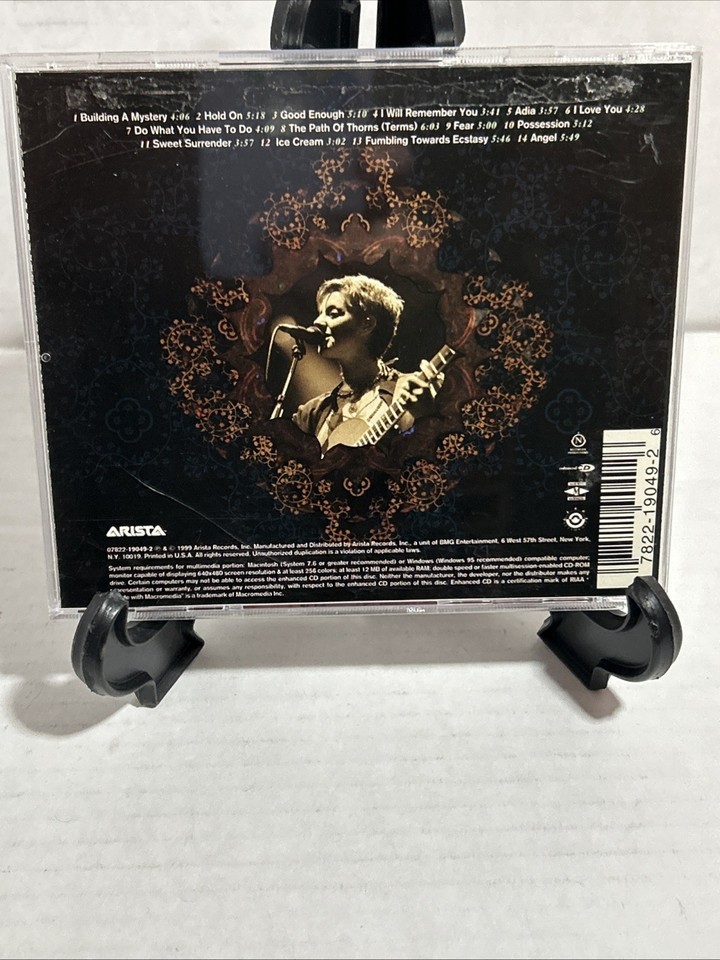 1 Building A Mystery 4:06 2 Hold On 5:18 3 Good Enough 5:10 4 I Will Remember You 3:41 5 Adia 3:57 6 I Love You 4:28
7 Do What You Have To Do 4:09 8 The Path Of Thorns (Terms) 6:03 9 Fear 5:00 10 Possession 5:12
11 Sweet Surrender 3:57 12 Ice Cream 3:02 13 Fumbling Towards Ecstasy 5:46 14 Angel 5:49
N
7822-19049-2 6
ARISTA
07822-19049-2 ℗ & © 1999 Arista Records, Inc. Manufactured and Distributed by Arista Records, Inc., a unit of BMG Entertainment, 6 West 57th Street, New York,
N.Y. 10019. Printed in U.S.A. All rights reserved. Unauthorized duplication is a violation of applicable laws.
System requirements for multimedia portion: Macintosh (System 7.6 or greater recommended) or Windows (Windows 95 recommended) compatible computer,
monitor capable of displaying 640x480 screen resolution & at least 256 colors; at least 12 MB of available RAM; double speed or faster multisession-enabled CD-ROM
drive. Certain computers may not be able to access the enhanced CD portion of this disc. Neither the manufacturer, the developer, nor the distributor makes any
representation or warranty, or assumes any responsibility, with respect to the enhanced CD portion of this disc. Enhanced CD is a certification mark of RIAA
with Macromedia" is a trademark of Macromedia Inc.